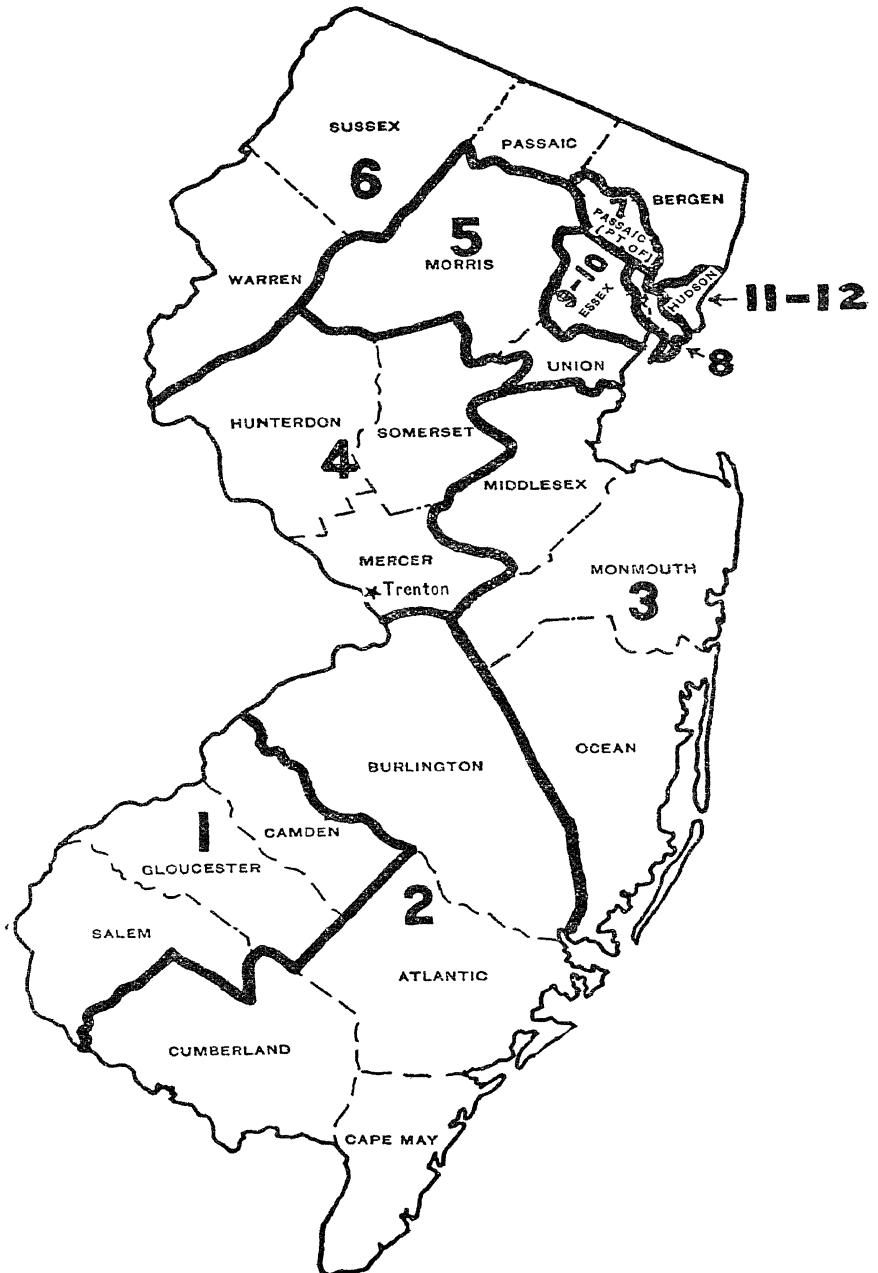 SUSSEX
PASSAIC
6
BERGEN
7
PASSAIC
(PT OF)
5
MORRIS
WARREN
9-10
ESSEX
HUDSON
11-12
8
UNION
HUNTERDON
SOMERSET
4
MIDDLESEX
MERCER
Trenton
MONMOUTH
3
OCEAN
BURLINGTON
1
CAMDEN
GLOUCESTER
2
SALEM
ATLANTIC
CUMBERLAND
CAPE MAY